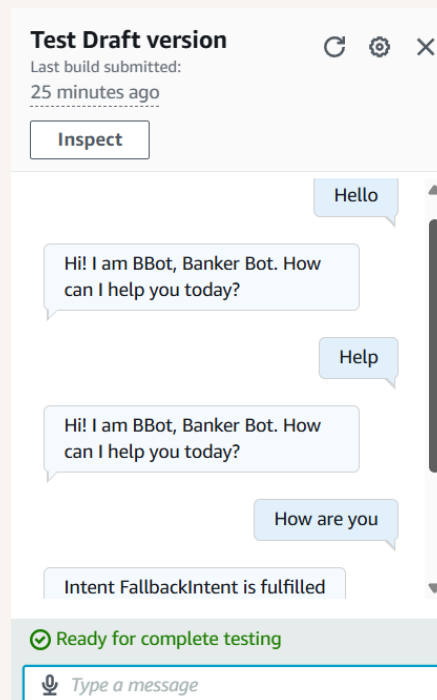 Test Draft version
Last build submitted:
25 minutes ago
Inspect
Hello
Hi! I am BBot, Banker Bot. How
can I help you today?
Help
Hi! I am BBot, Banker Bot. How
can I help you today?
How are you
Intent FallbackIntent is fulfilled
Ready for complete testing
Type a message